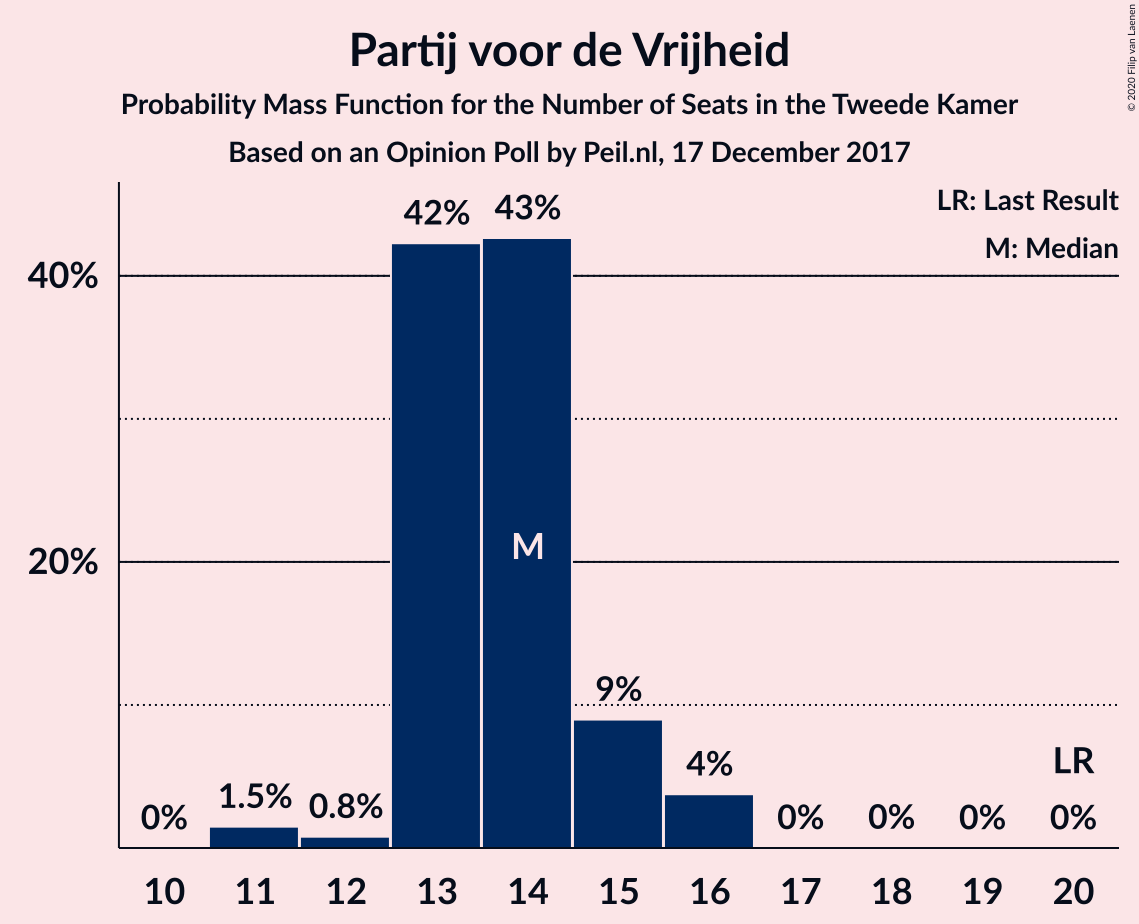 Partij voor de Vrijheid
Probability Mass Function for the Number of Seats in the Tweede Kamer
Based on an Opinion Poll by Peil.nl, 17 December 2017
© 2020 Filip van Laenen
LR: Last Result
M: Median
40%
20%
0%
1.5%
0.8%
42%
43%
M
9%
4%
0%
0%
0%
LR
0%
10 11 12 13 14 15 16 17 18 19 20